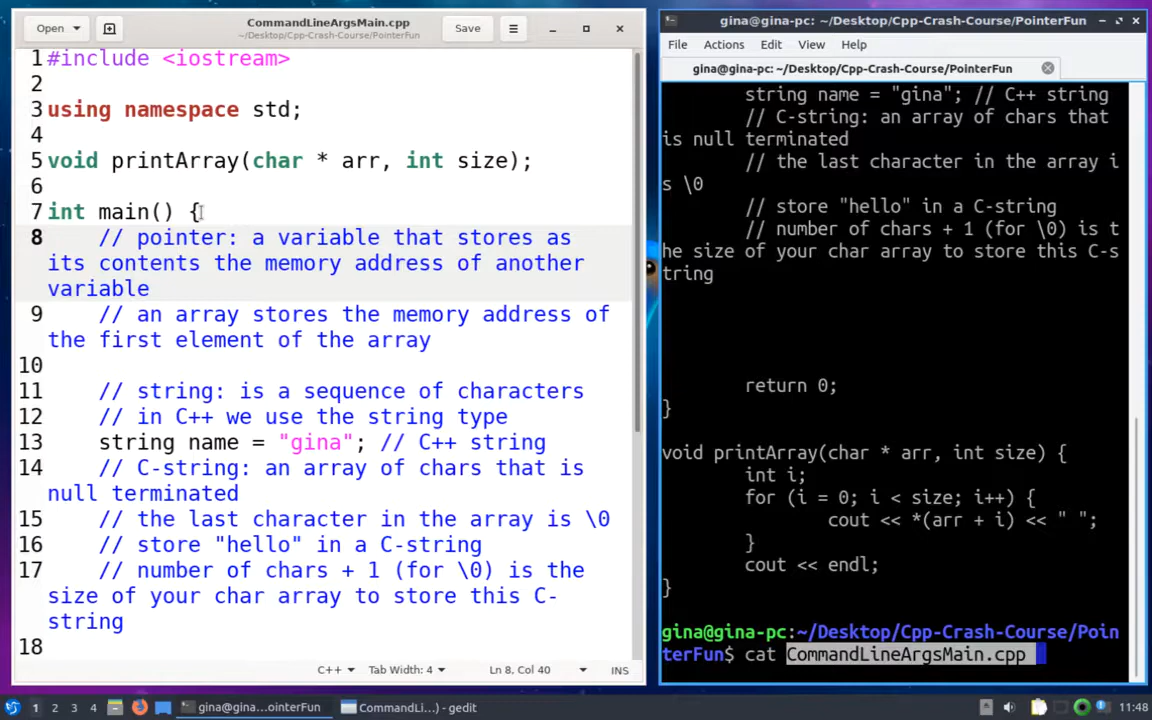 Open
CommandLineArgsMain.cpp
~/Desktop/Cpp-Crash-Course/PointerFun
Save
1 #include <iostream>
2
3 using namespace std;
4
5 void printArray(char * arr, int size);
6
7 int main() {
8 // pointer: a variable that stores as
its contents the memory address of another
variable
9 // an array stores the memory address of
the first element of the array
10
11 // string: is a sequence of characters
12 // in C++ we use the string type
13 string name = "gina"; // C++ string
14 // C-string: an array of chars that is
null terminated
15 // the last character in the array is \0
16 // store "hello" in a C-string
17 // number of chars + 1 (for \0) is the
size of your char array to store this C-
string
18
C++ Tab Width: 4 Ln 8, Col 40 INS
gina@gina-pc: ~/Desktop/Cpp-Crash-Course/PointerFun
File Actions Edit View Help
gina@gina-pc: ~/Desktop/Cpp-Crash-Course/PointerFun
string name = "gina"; // C++ string
// C-string: an array of chars that
is null terminated
// the last character in the array i
s \0
// store "hello" in a C-string
// number of chars + 1 (for \0) is t
he size of your char array to store this C-s
tring
return 0;
}
void printArray(char * arr, int size) {
int i;
for (i = 0; i < size; i++) {
cout << *(arr + i) << " ";
}
cout << endl;
}
gina@gina-pc:~/Desktop/Cpp-Crash-Course/Poin
terFun$ cat CommandLineArgsMain.cpp
1 2 3 4 gina@gina...ointerFun CommandLi...) - gedit 11:48